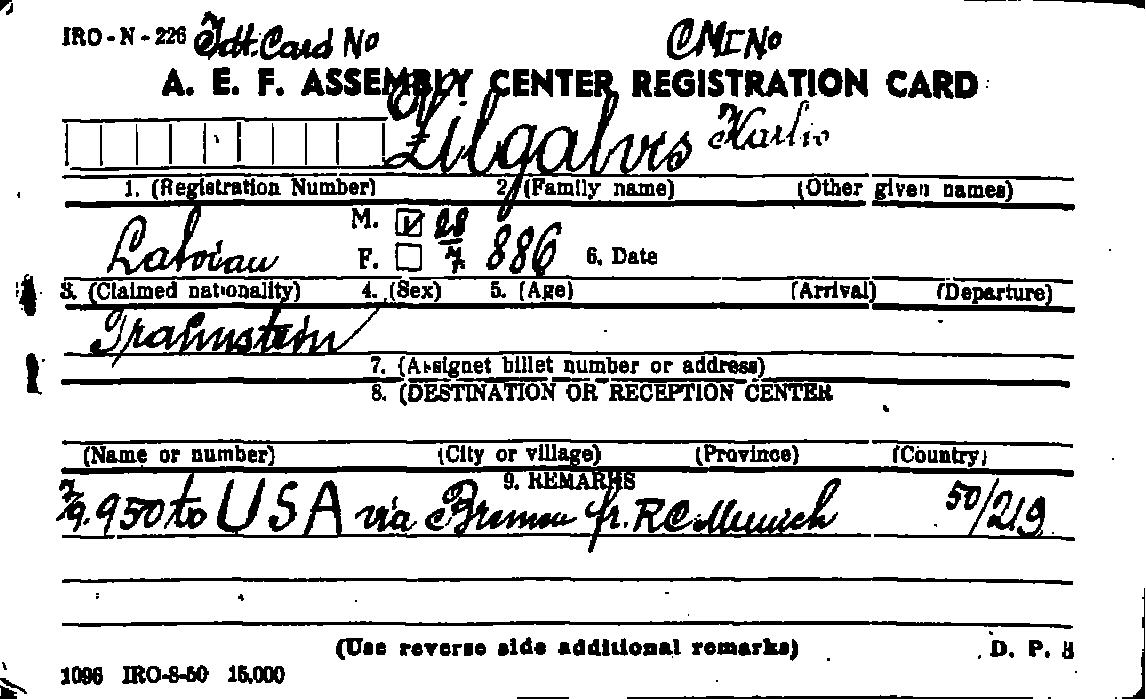 IRO-N-226 Idt. Card No CMI No
A. E. F. ASSEMBLY CENTER REGISTRATION CARD
Zilgalvis Karlis
1. (Registration Number) 2. (Family name) (Other given names)
Latvian M. F. 28/7. 886 6. Date
3. (Claimed nationality) 4. (Sex) 5. (Age) (Arrival) (Departure)
Traunstein
7. (Assignet billet number or address)
8. (DESTINATION OR RECEPTION CENTER
(Name or number) (City or village) (Province) (Country)
9. REMARKS
7/9. 950 to USA via Bremen fr. RC Munich 50/219
(Use reverse side additional remarks) D. P.
1096 IRO-8-50 15,000